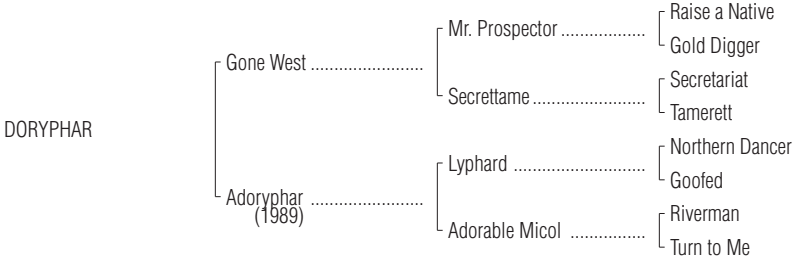 Raise a Native
Mr. Prospector ..................
Gold Digger
Gone West ........................
Secretariat
Secrettame ........................
Tamerett
DORYPHAR
Northern Dancer
Lyphard ............................
Goofed
Adoryphar ........................
(1989)
Riverman
Adorable Micol ................
Turn to Me